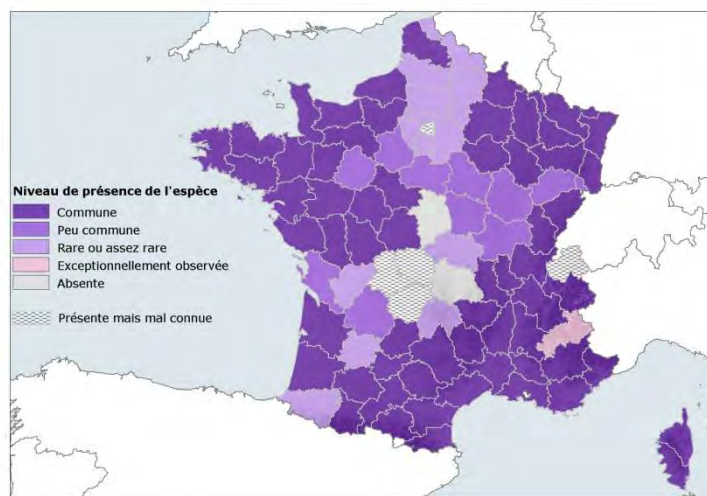 Niveau de présence de l'espèce
Commune
Peu commune
Rare ou assez rare
Exceptionnellement observée
Absente
Présente mais mal connue